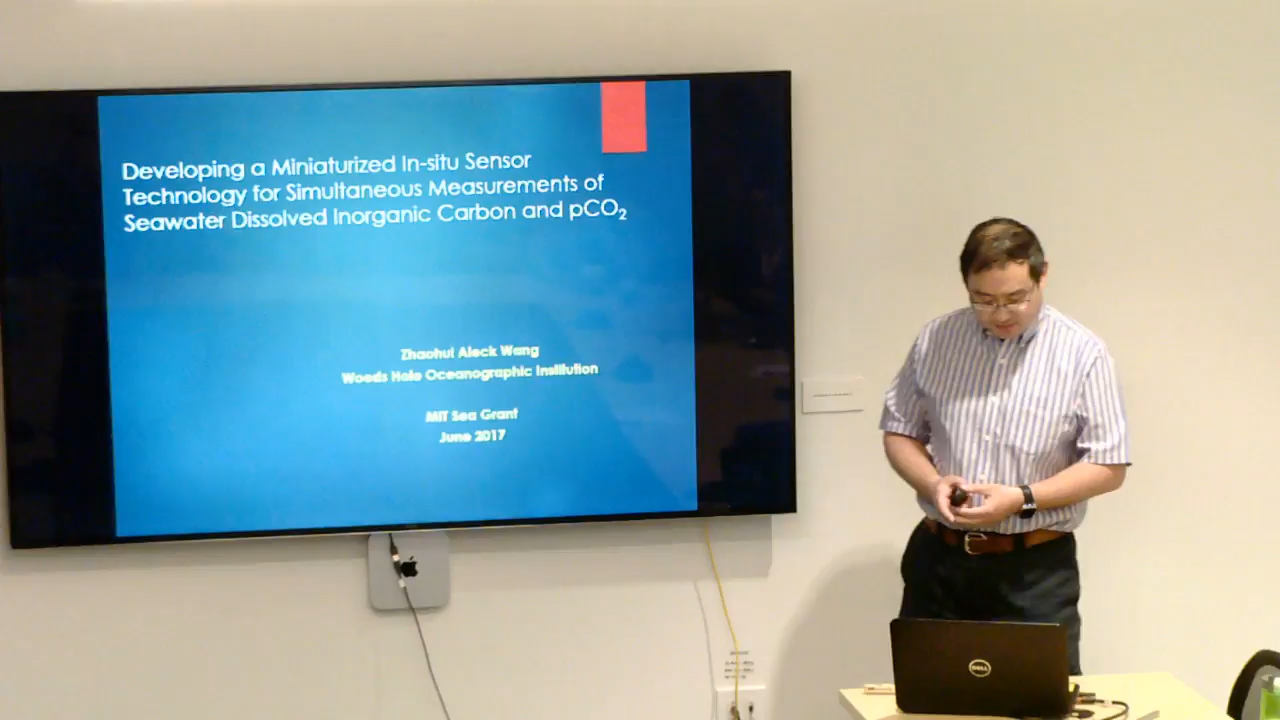 Developing a Miniaturized In-situ Sensor
Technology for Simultaneous Measurements of
Seawater Dissolved Inorganic Carbon and pCO₂
Zhaohui Aleck Wang
Woods Hole Oceanographic Institution
MIT Sea Grant
June 2017
DELL